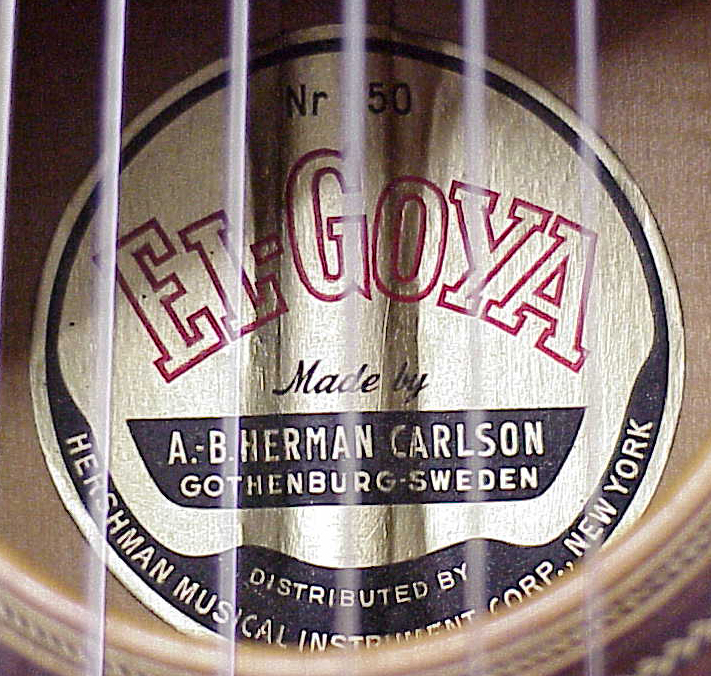 Nr 50
EL-GOYA
Made by
A.-B. HERMAN CARLSON
GOTHENBURG-SWEDEN
DISTRIBUTED BY
HERSHMAN MUSICAL INSTRUMENT CORP., NEW YORK